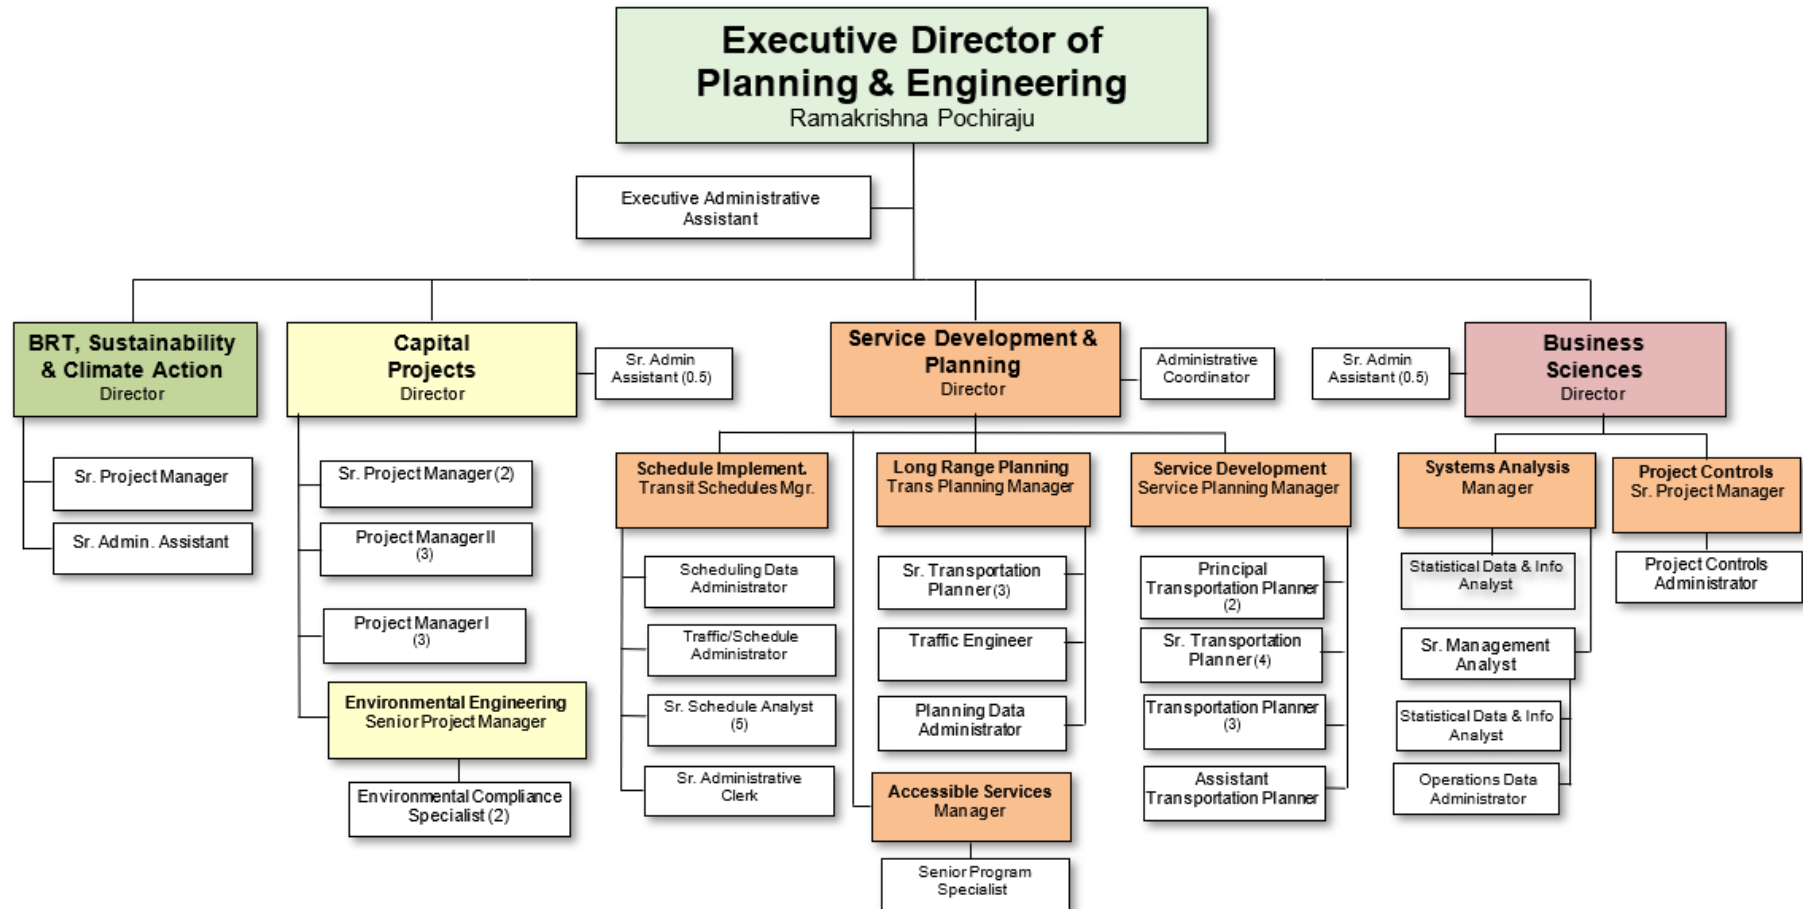 Executive Director of
Planning & Engineering
Ramakrishna Pochiraju
Executive Administrative
Assistant
BRT, Sustainability
& Climate Action
Director
Sr. Project Manager
Sr. Admin. Assistant
Capital
Projects
Director
Sr. Admin
Assistant (0.5)
Sr. Project Manager (2)
Project Manager II
(3)
Project Manager I
(3)
Environmental Engineering
Senior Project Manager
Environmental Compliance
Specialist (2)
Service Development &
Planning
Director
Administrative
Coordinator
Schedule Implement.
Transit Schedules Mgr.
Scheduling Data
Administrator
Traffic/Schedule
Administrator
Sr. Schedule Analyst
(5)
Sr. Administrative
Clerk
Long Range Planning
Trans Planning Manager
Sr. Transportation
Planner (3)
Traffic Engineer
Planning Data
Administrator
Accessible Services
Manager
Senior Program
Specialist
Service Development
Service Planning Manager
Principal
Transportation Planner
(2)
Sr. Transportation
Planner (4)
Transportation Planner
(3)
Assistant
Transportation Planner
Sr. Admin
Assistant (0.5)
Business
Sciences
Director
Systems Analysis
Manager
Statistical Data & Info
Analyst
Sr. Management
Analyst
Statistical Data & Info
Analyst
Operations Data
Administrator
Project Controls
Sr. Project Manager
Project Controls
Administrator